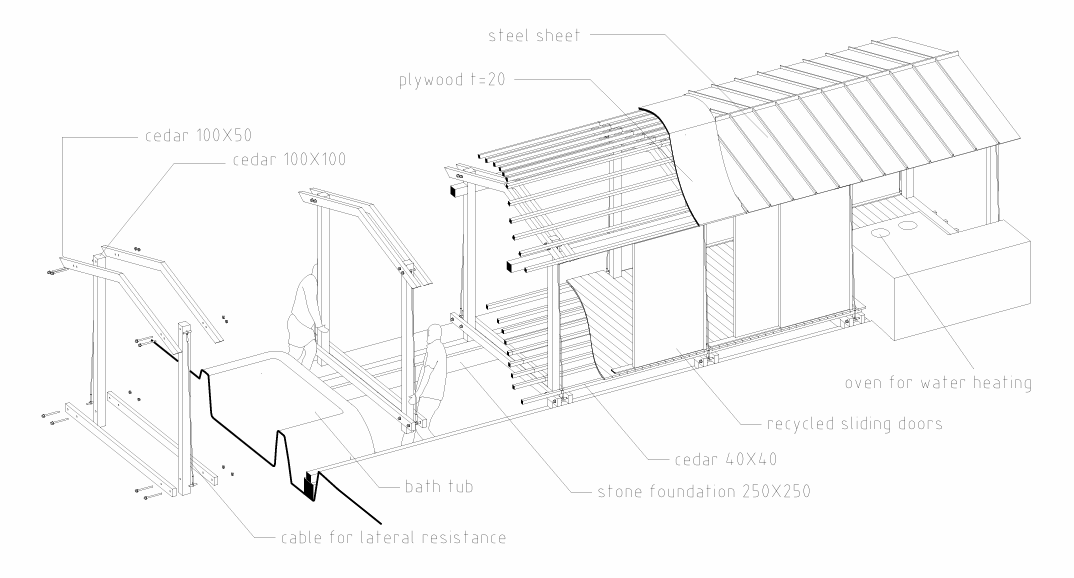 steel sheet
plywood t=20
cedar 100X50
cedar 100X100
oven for water heating
recycled sliding doors
cedar 40X40
bath tub
stone foundation 250X250
cable for lateral resistance